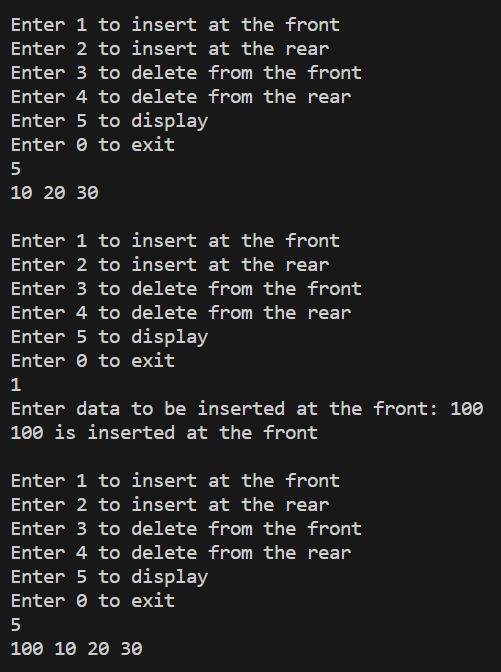 Enter 1 to insert at the front
Enter 2 to insert at the rear
Enter 3 to delete from the front
Enter 4 to delete from the rear
Enter 5 to display
Enter 0 to exit
5
10 20 30

Enter 1 to insert at the front
Enter 2 to insert at the rear
Enter 3 to delete from the front
Enter 4 to delete from the rear
Enter 5 to display
Enter 0 to exit
1
Enter data to be inserted at the front: 100
100 is inserted at the front

Enter 1 to insert at the front
Enter 2 to insert at the rear
Enter 3 to delete from the front
Enter 4 to delete from the rear
Enter 5 to display
Enter 0 to exit
5
100 10 20 30